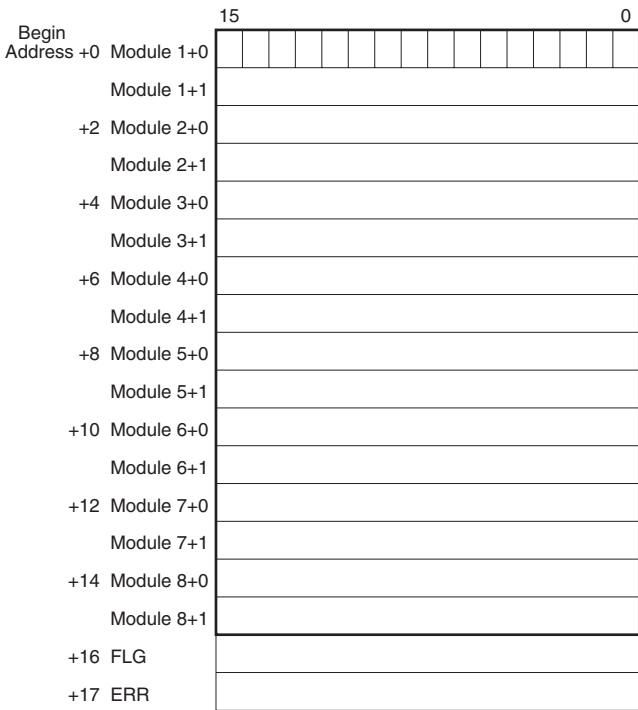 15 0
Begin
Address +0 Module 1+0
Module 1+1
+2 Module 2+0
Module 2+1
+4 Module 3+0
Module 3+1
+6 Module 4+0
Module 4+1
+8 Module 5+0
Module 5+1
+10 Module 6+0
Module 6+1
+12 Module 7+0
Module 7+1
+14 Module 8+0
Module 8+1
+16 FLG
+17 ERR